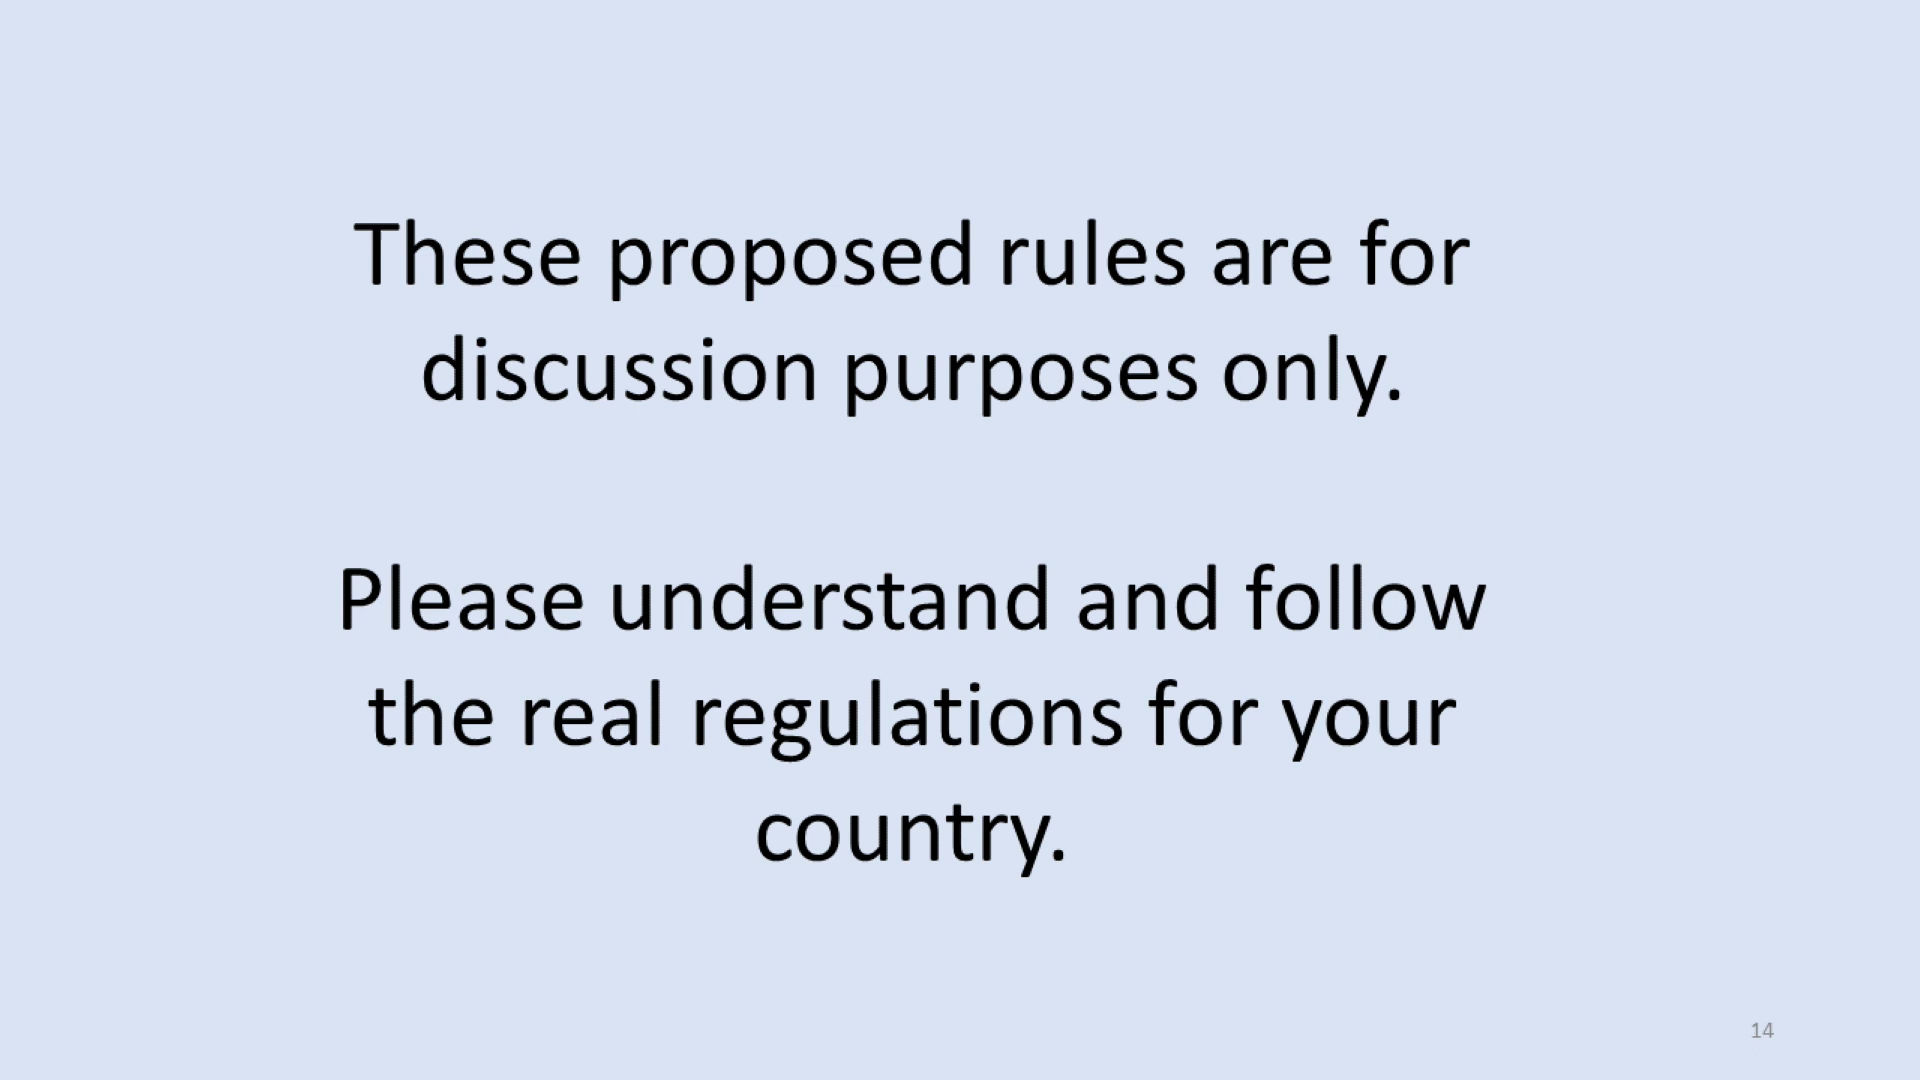 These proposed rules are for
discussion purposes only.
Please understand and follow
the real regulations for your
country.
14